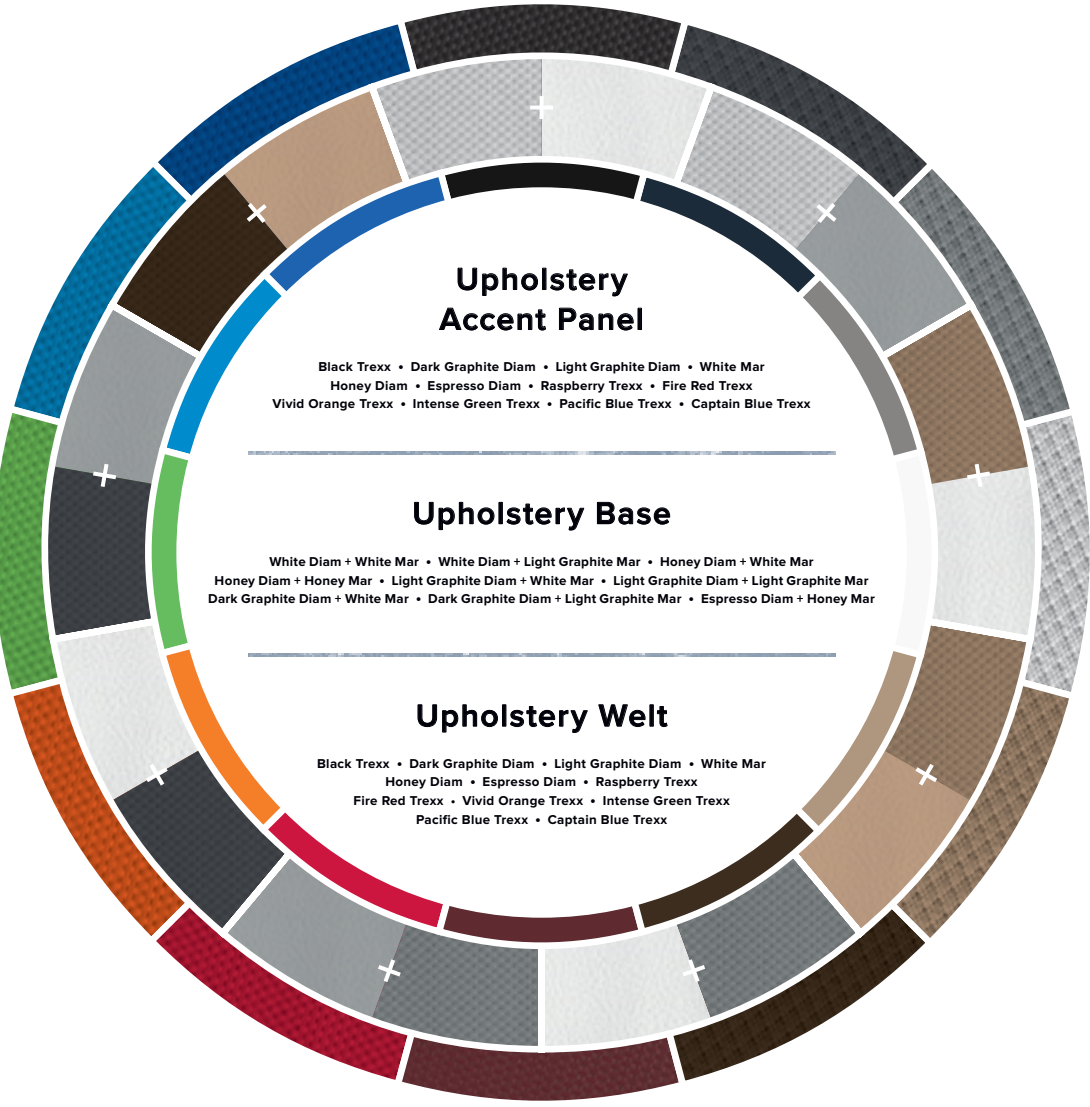 Upholstery
Accent Panel
Black Trexx • Dark Graphite Diam • Light Graphite Diam • White Mar
Honey Diam • Espresso Diam • Raspberry Trexx • Fire Red Trexx
Vivid Orange Trexx • Intense Green Trexx • Pacific Blue Trexx • Captain Blue Trexx
Upholstery Base
White Diam + White Mar • White Diam + Light Graphite Mar • Honey Diam + White Mar
Honey Diam + Honey Mar • Light Graphite Diam + White Mar • Light Graphite Diam + Light Graphite Mar
Dark Graphite Diam + White Mar • Dark Graphite Diam + Light Graphite Mar • Espresso Diam + Honey Mar
Upholstery Welt
Black Trexx • Dark Graphite Diam • Light Graphite Diam • White Mar
Honey Diam • Espresso Diam • Raspberry Trexx
Fire Red Trexx • Vivid Orange Trexx • Intense Green Trexx
Pacific Blue Trexx • Captain Blue Trexx